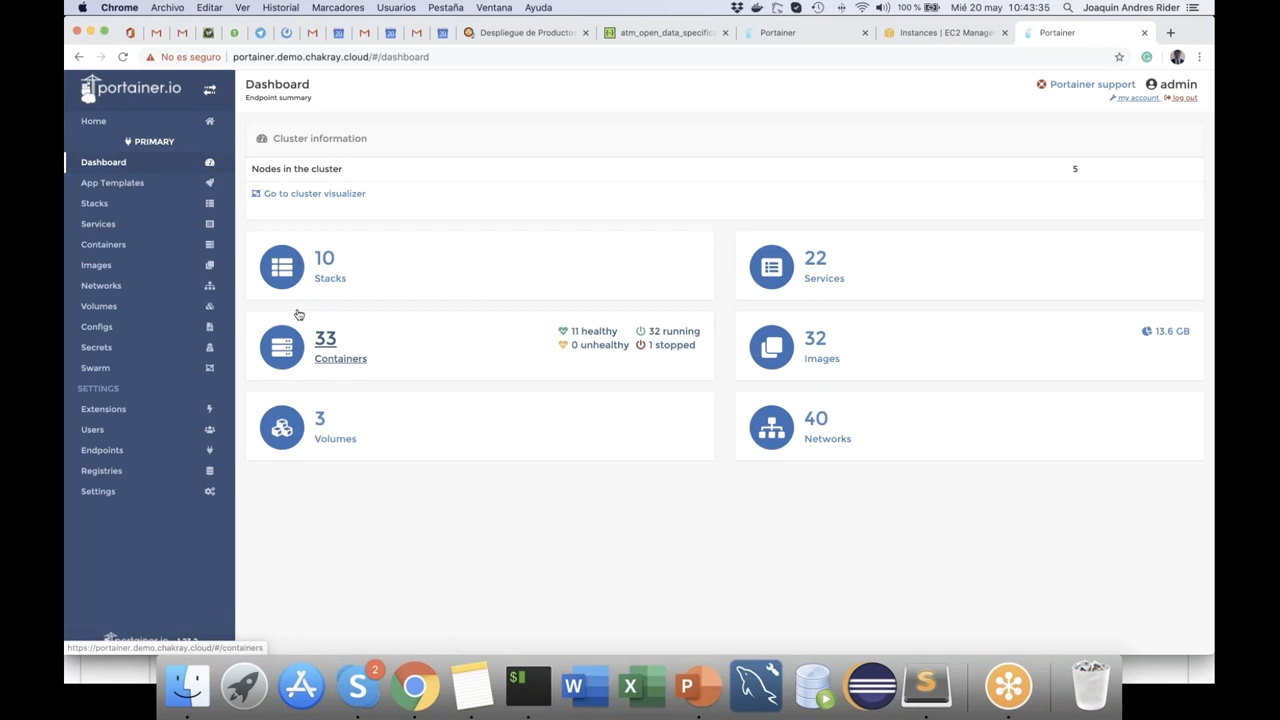 Chrome Archivo Editar Ver Historial Marcadores Usuarios Pestaña Ventana Ayuda 100 % Mié 20 may 10:43:35 Joaquin Andres Rider
Despliegue de Producto atm_open_data_specifica Portainer Instances | EC2 Manage Portainer
No es seguro portainer.demo.chakray.cloud/#/dashboard
portainer.io
Dashboard
Endpoint summary
Portainer support admin
my account log out
Home
PRIMARY
Dashboard
App Templates
Stacks
Services
Containers
Images
Networks
Volumes
Configs
Secrets
Swarm
SETTINGS
Extensions
Users
Endpoints
Registries
Settings
portainer.io
Cluster information
Nodes in the cluster 5
Go to cluster visualizer
10
Stacks
22
Services
33
Containers
11 healthy 32 running
0 unhealthy 1 stopped
32
Images
13.6 GB
3
Volumes
40
Networks
https://portainer.demo.chakray.cloud/#/containers
2
$
W
X
P
S